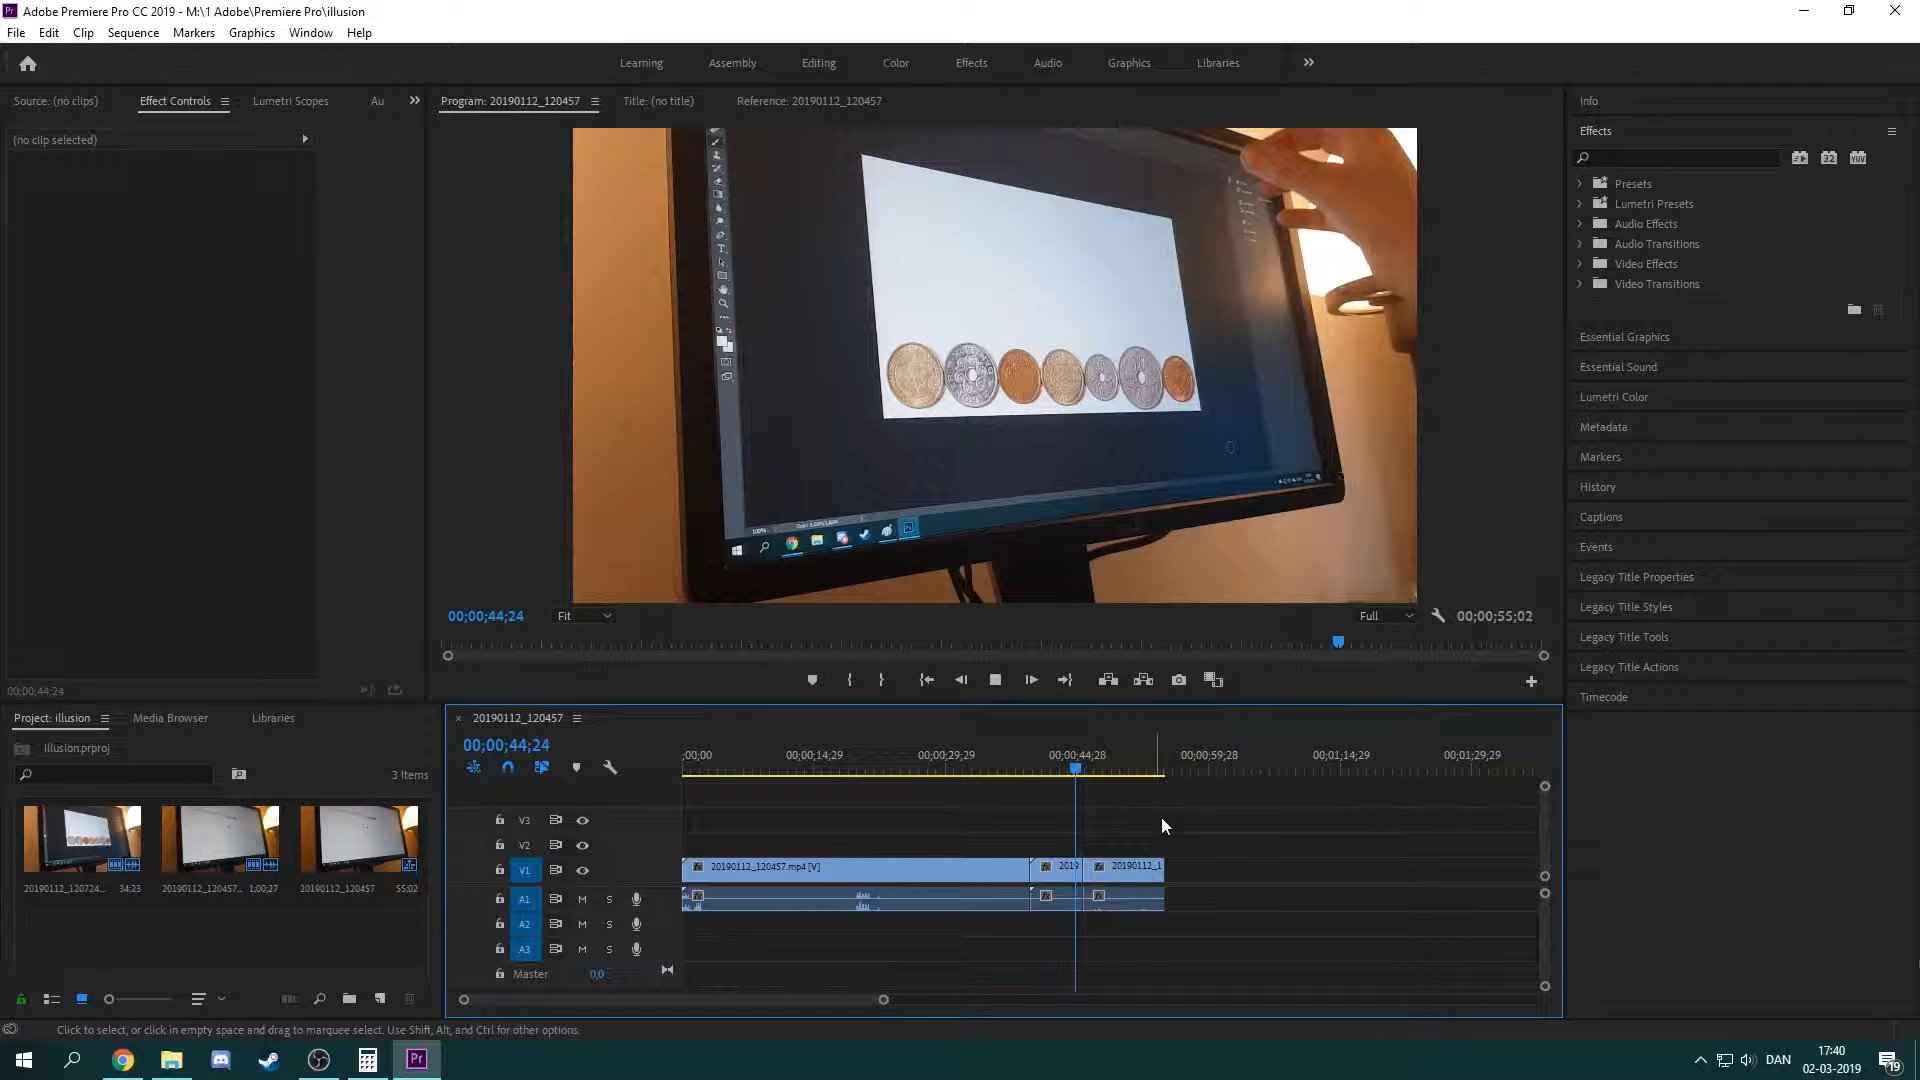 Adobe Premiere Pro CC 2019 - M:\1 Adobe\Premiere Pro\illusion
File Edit Clip Sequence Markers Graphics Window Help
Learning Assembly Editing Color Effects Audio Graphics Libraries
Source: (no clips) Effect Controls Lumetri Scopes Au
(no clip selected)
00;00;44;24
Program: 20190112_120457 Title: (no title) Reference: 20190112_120457
100%
00;00;44;24 Fit Full 00;00;55;02
Info
Effects
32 YUV
Presets
Lumetri Presets
Audio Effects
Audio Transitions
Video Effects
Video Transitions
Essential Graphics
Essential Sound
Lumetri Color
Metadata
Markers
History
Captions
Events
Legacy Title Properties
Legacy Title Styles
Legacy Title Tools
Legacy Title Actions
Timecode
Project: illusion Media Browser Libraries
illusion.prproj
3 Items
20190112_120724... 34;23 20190112_120457... 1;00;27 20190112_120457 55;02
20190112_120457
00;00;44;24
;00;00 00;00;14;29 00;00;29;29 00;00;44;28 00;00;59;28 00;01;14;29 00;01;29;29
V3
V2
V1 20190112_120457.mp4 [V] 2019 20190112_1
A1 M S
A2 M S
A3 M S
Master 0,0
Click to select, or click in empty space and drag to marquee select. Use Shift, Alt, and Ctrl for other options.
Pr
DAN 17:40
02-03-2019 19